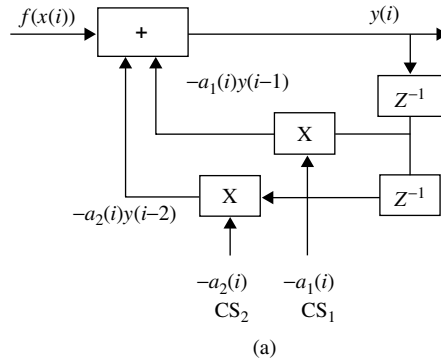 f(x(i))
+
y(i)
Z⁻¹
−a₁(i)y(i−1)
X
X
Z⁻¹
−a₂(i)y(i−2)
−a₂(i)
−a₁(i)
CS₂
CS₁
(a)